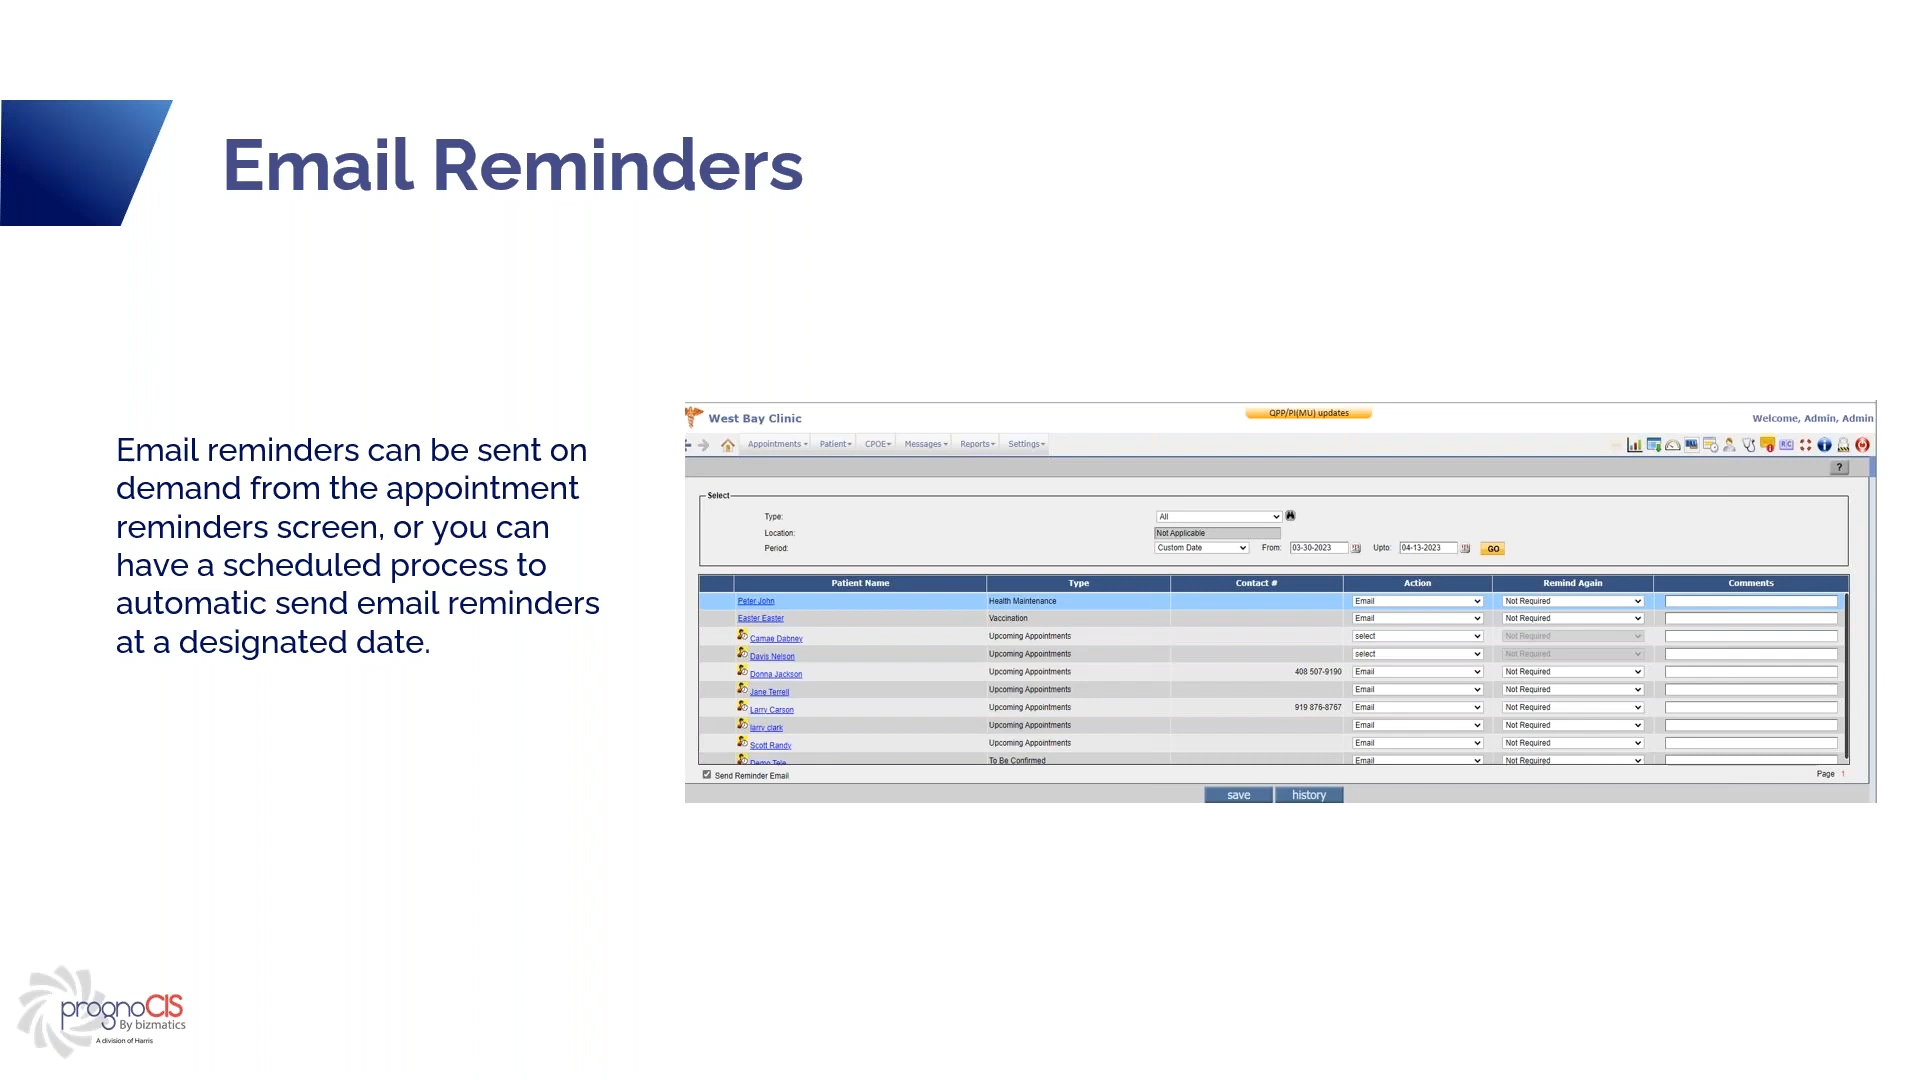 Email Reminders
Email reminders can be sent on
demand from the appointment
reminders screen, or you can
have a scheduled process to
automatic send email reminders
at a designated date.
West Bay Clinic
QPP/PI(MU) updates
Welcome, Admin, Admin
Appointments Patient CPOE Messages Reports Settings
R:C
?
Select
Type: All
Location: Not Applicable
Period: Custom Date From: 03-30-2023 Upto: 04-13-2023 GO
Patient Name Type Contact # Action Remind Again Comments
Peter John Health Maintenance Email Not Required
Easter Easter Vaccination Email Not Required
Camae Dabney Upcoming Appointments select Not Required
Davis Nelson Upcoming Appointments select Not Required
Donna Jackson Upcoming Appointments 408 507-9190 Email Not Required
Jane Terrell Upcoming Appointments Email Not Required
Larry Carson Upcoming Appointments 919 876-8767 Email Not Required
larry clark Upcoming Appointments Email Not Required
Scott Randy Upcoming Appointments Email Not Required
Demo Tele To Be Confirmed Email Not Required
Send Reminder Email
Page 1
save history
prognoCIS
By bizmatics
A division of Harris